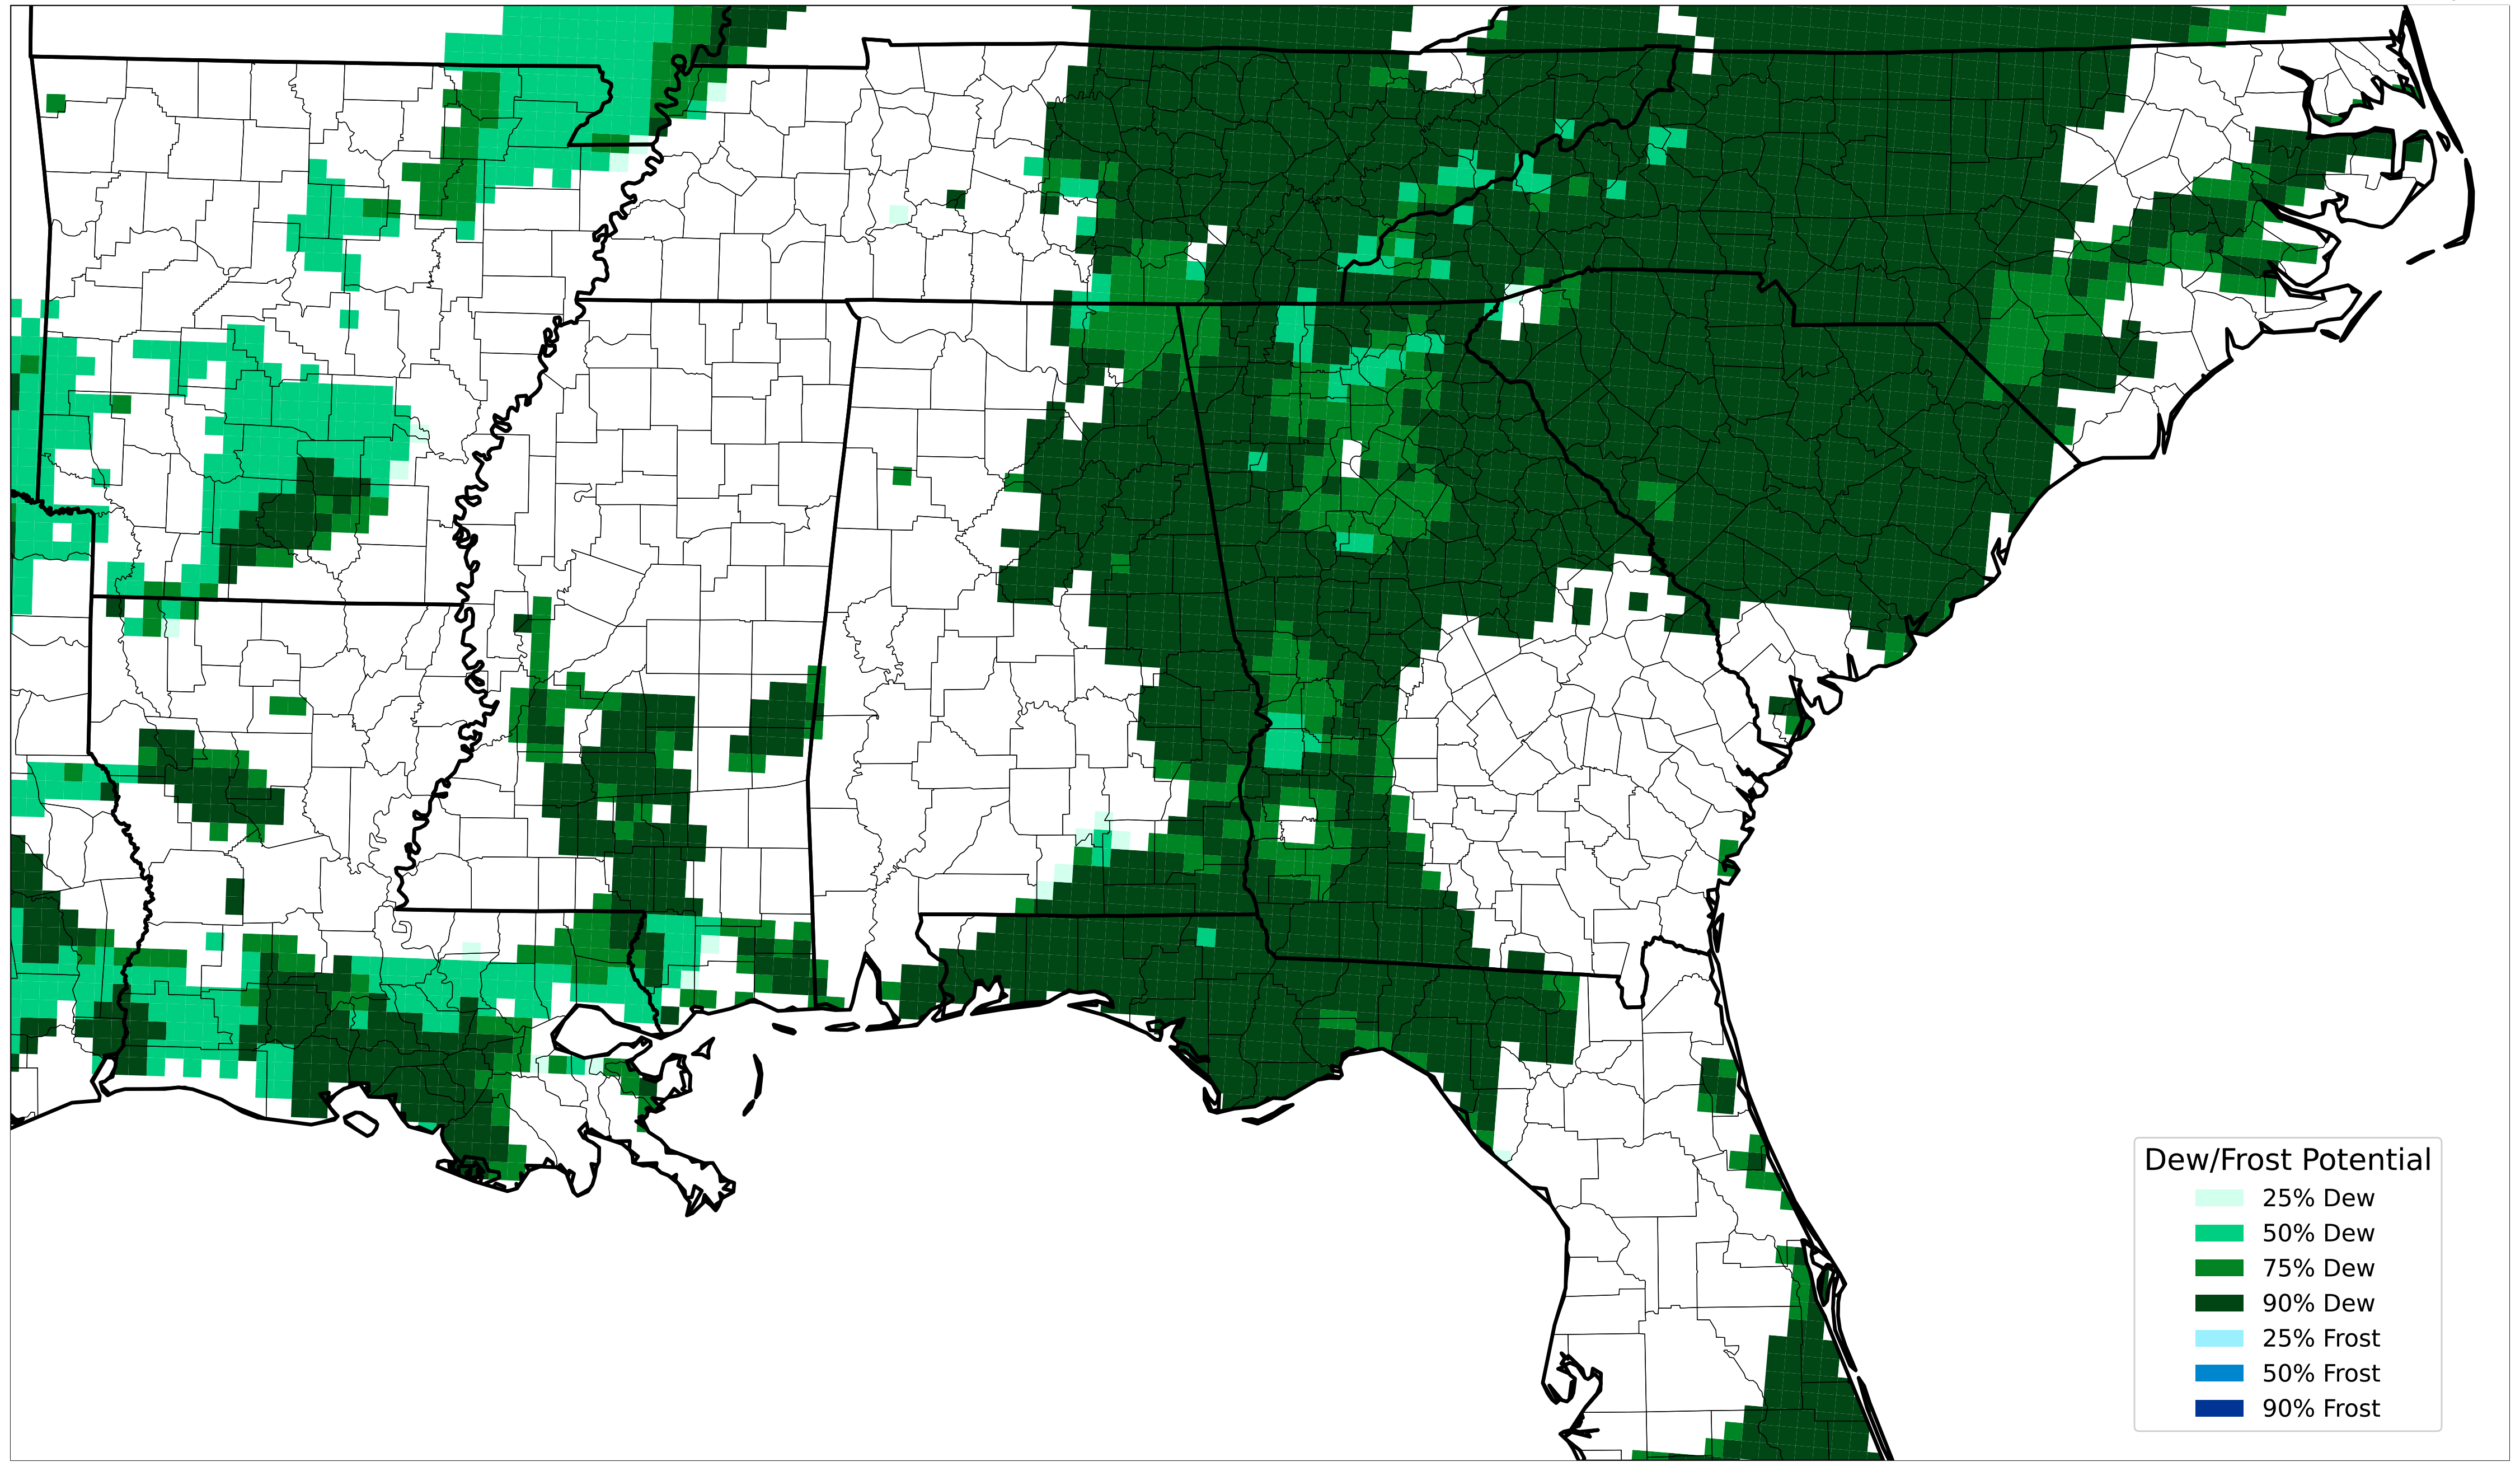 Dew/Frost Potential
25% Dew
50% Dew
75% Dew
90% Dew
25% Frost
50% Frost
90% Frost